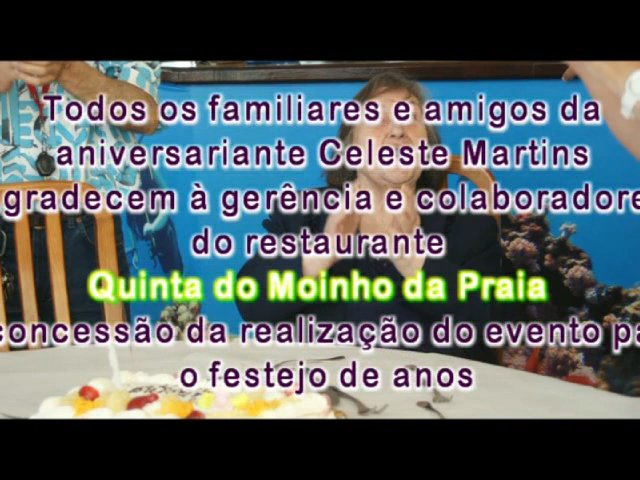 Todos os familiares e amigos da
aniversariante Celeste Martins
gradecem à gerência e colaboradore
do restaurante
Quinta do Moinho da Praia
concessão da realização do evento pa
o festejo de anos